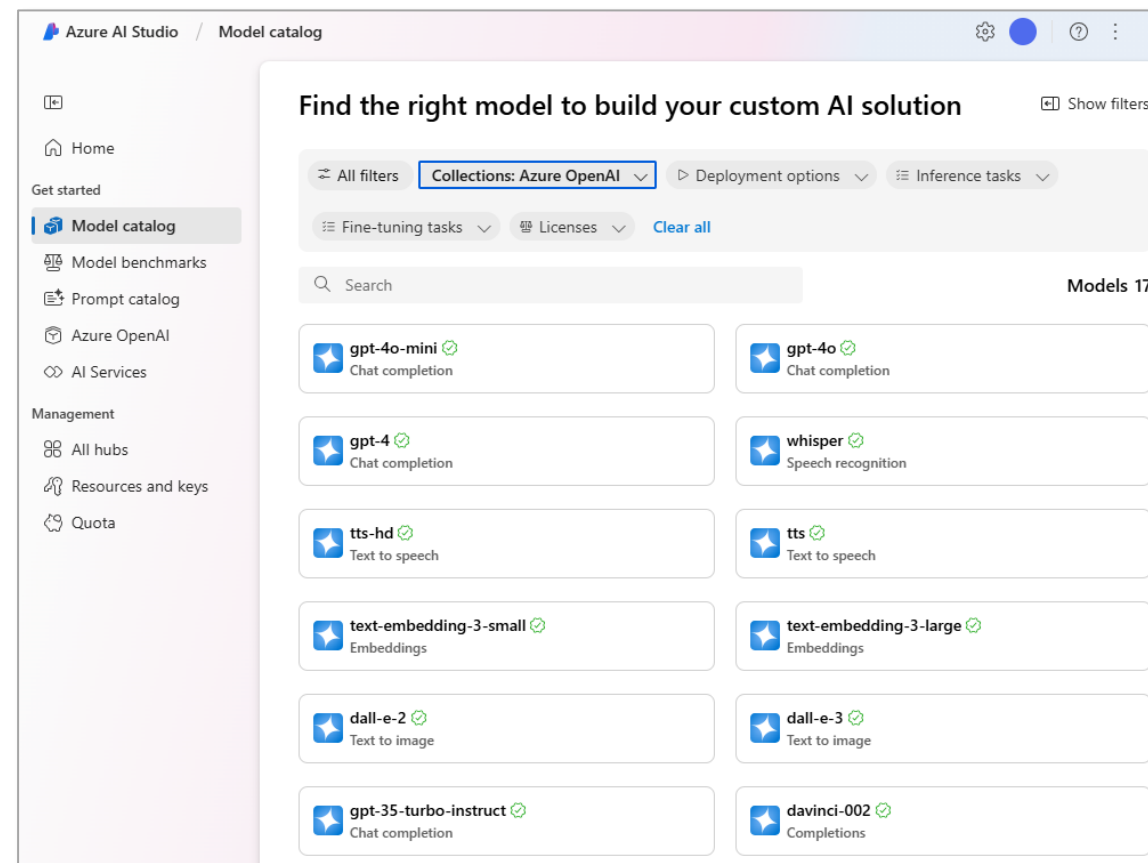 Azure AI Studio / Model catalog
Home
Get started
Model catalog
Model benchmarks
Prompt catalog
Azure OpenAI
AI Services
Management
All hubs
Resources and keys
Quota
Find the right model to build your custom AI solution
Show filters
All filters
Collections: Azure OpenAI
Deployment options
Inference tasks
Fine-tuning tasks
Licenses
Clear all
Search
Models 17
gpt-4o-mini
Chat completion
gpt-4o
Chat completion
gpt-4
Chat completion
whisper
Speech recognition
tts-hd
Text to speech
tts
Text to speech
text-embedding-3-small
Embeddings
text-embedding-3-large
Embeddings
dall-e-2
Text to image
dall-e-3
Text to image
gpt-35-turbo-instruct
Chat completion
davinci-002
Completions